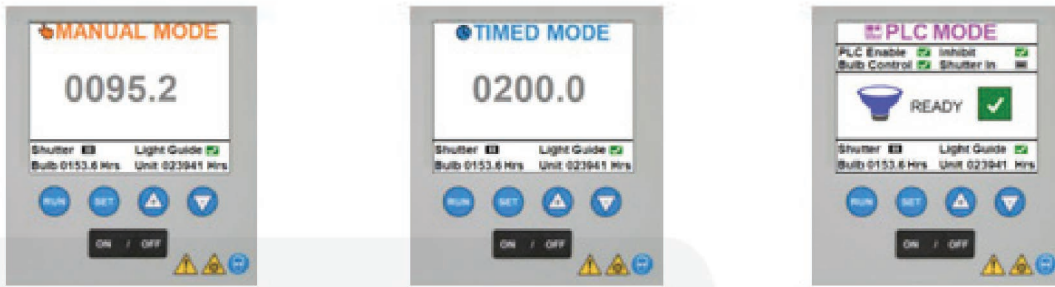 MANUAL MODE
0095.2
Shutter Light Guide
Bulb 0153.6 Hrs Unit 023941 Hrs
RUN SET
ON / OFF
TIMED MODE
0200.0
Shutter Light Guide
Bulb 0153.6 Hrs Unit 023941 Hrs
RUN SET
ON / OFF
PLC MODE
PLC Enable Inhibit
Bulb Control Shutter In
READY
Shutter Light Guide
Bulb 0153.6 Hrs Unit 023941 Hrs
RUN SET
ON / OFF